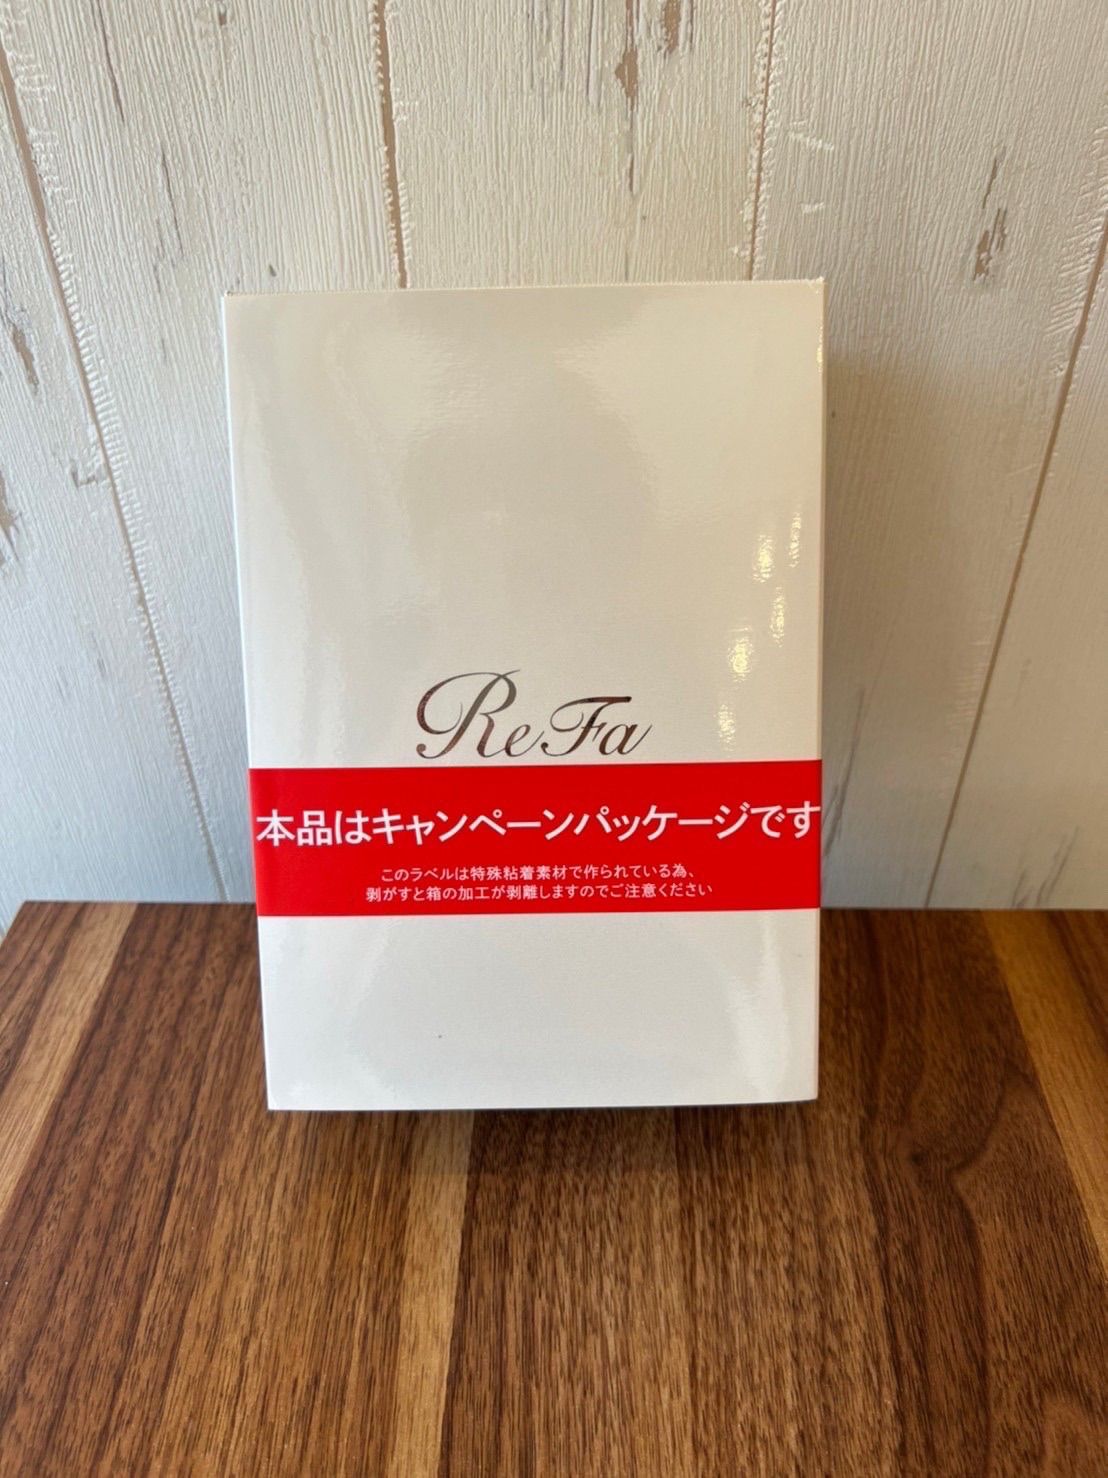 ReFa
本品はキャンペーンパッケージです
このラベルは特殊粘着素材で作られている為、
剥がすと箱の加工が剥離しますのでご注意ください